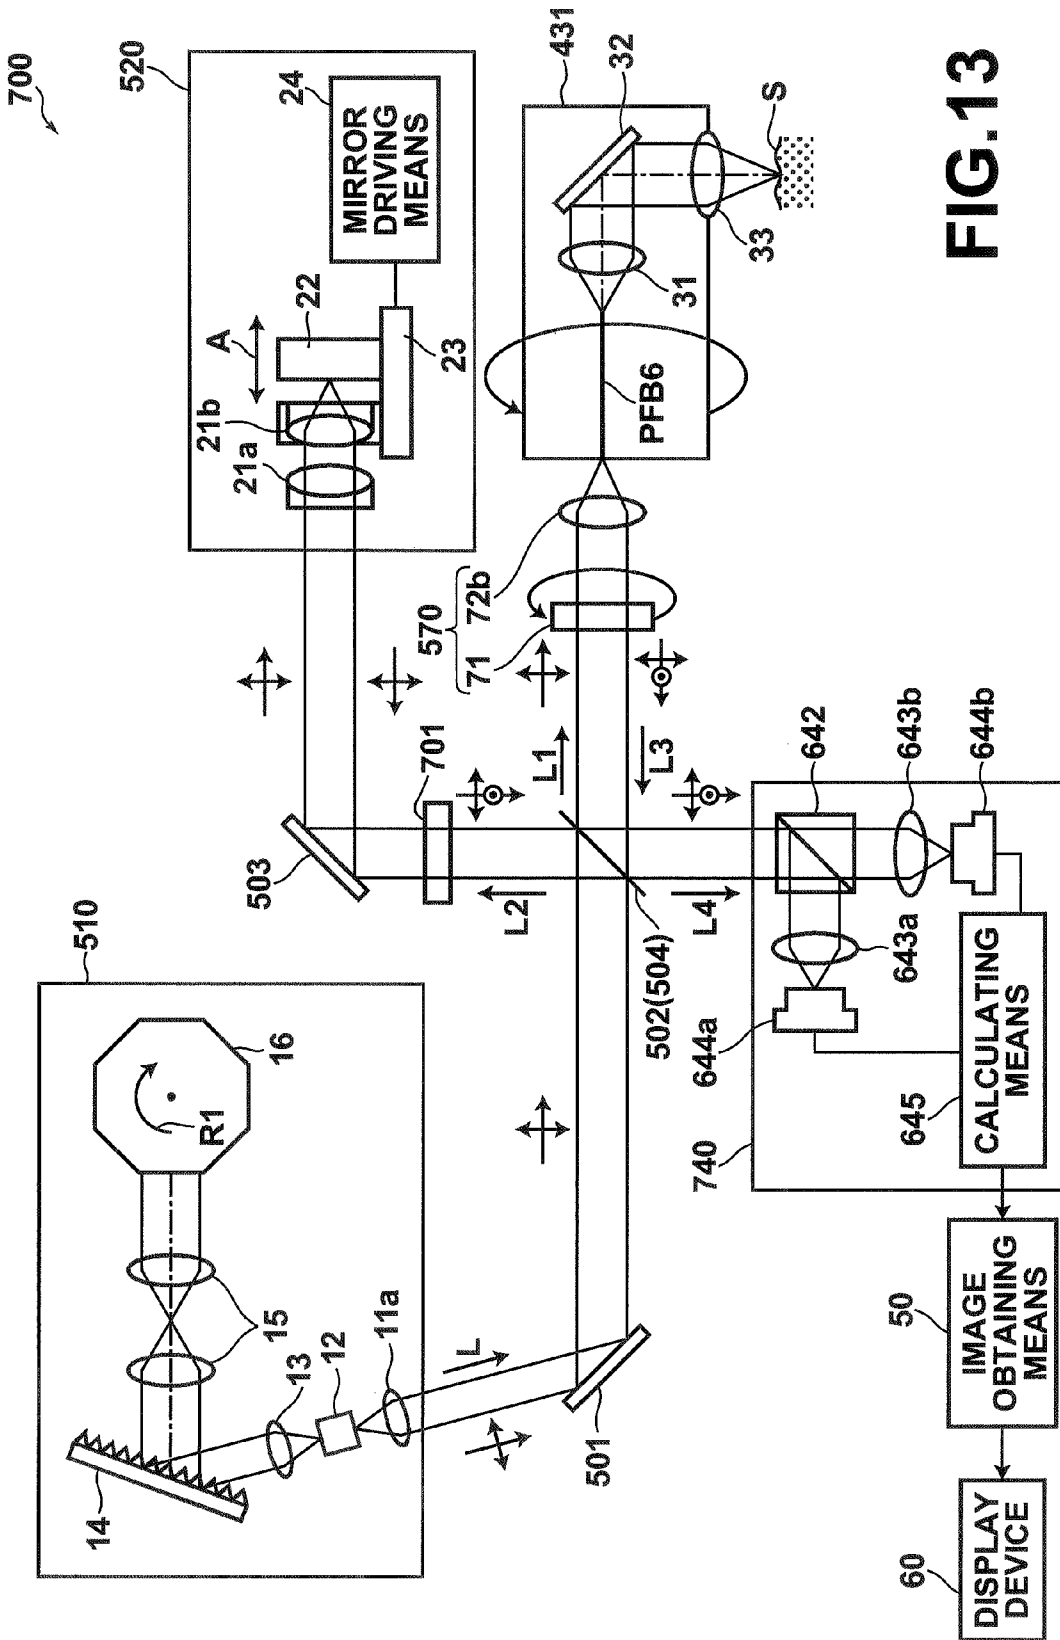 FIG.13
700
510
16
R1
15
14
13
12
11a
L
501
503
701
L2
L1
L3
L4
502(504)
520
21a
21b
A
22
23
24
MIRROR
DRIVING
MEANS
570
71
72b
431
PFB6
31
32
33
S
740
642
643a
643b
644a
644b
645
CALCULATING
MEANS
50
IMAGE
OBTAINING
MEANS
60
DISPLAY
DEVICE